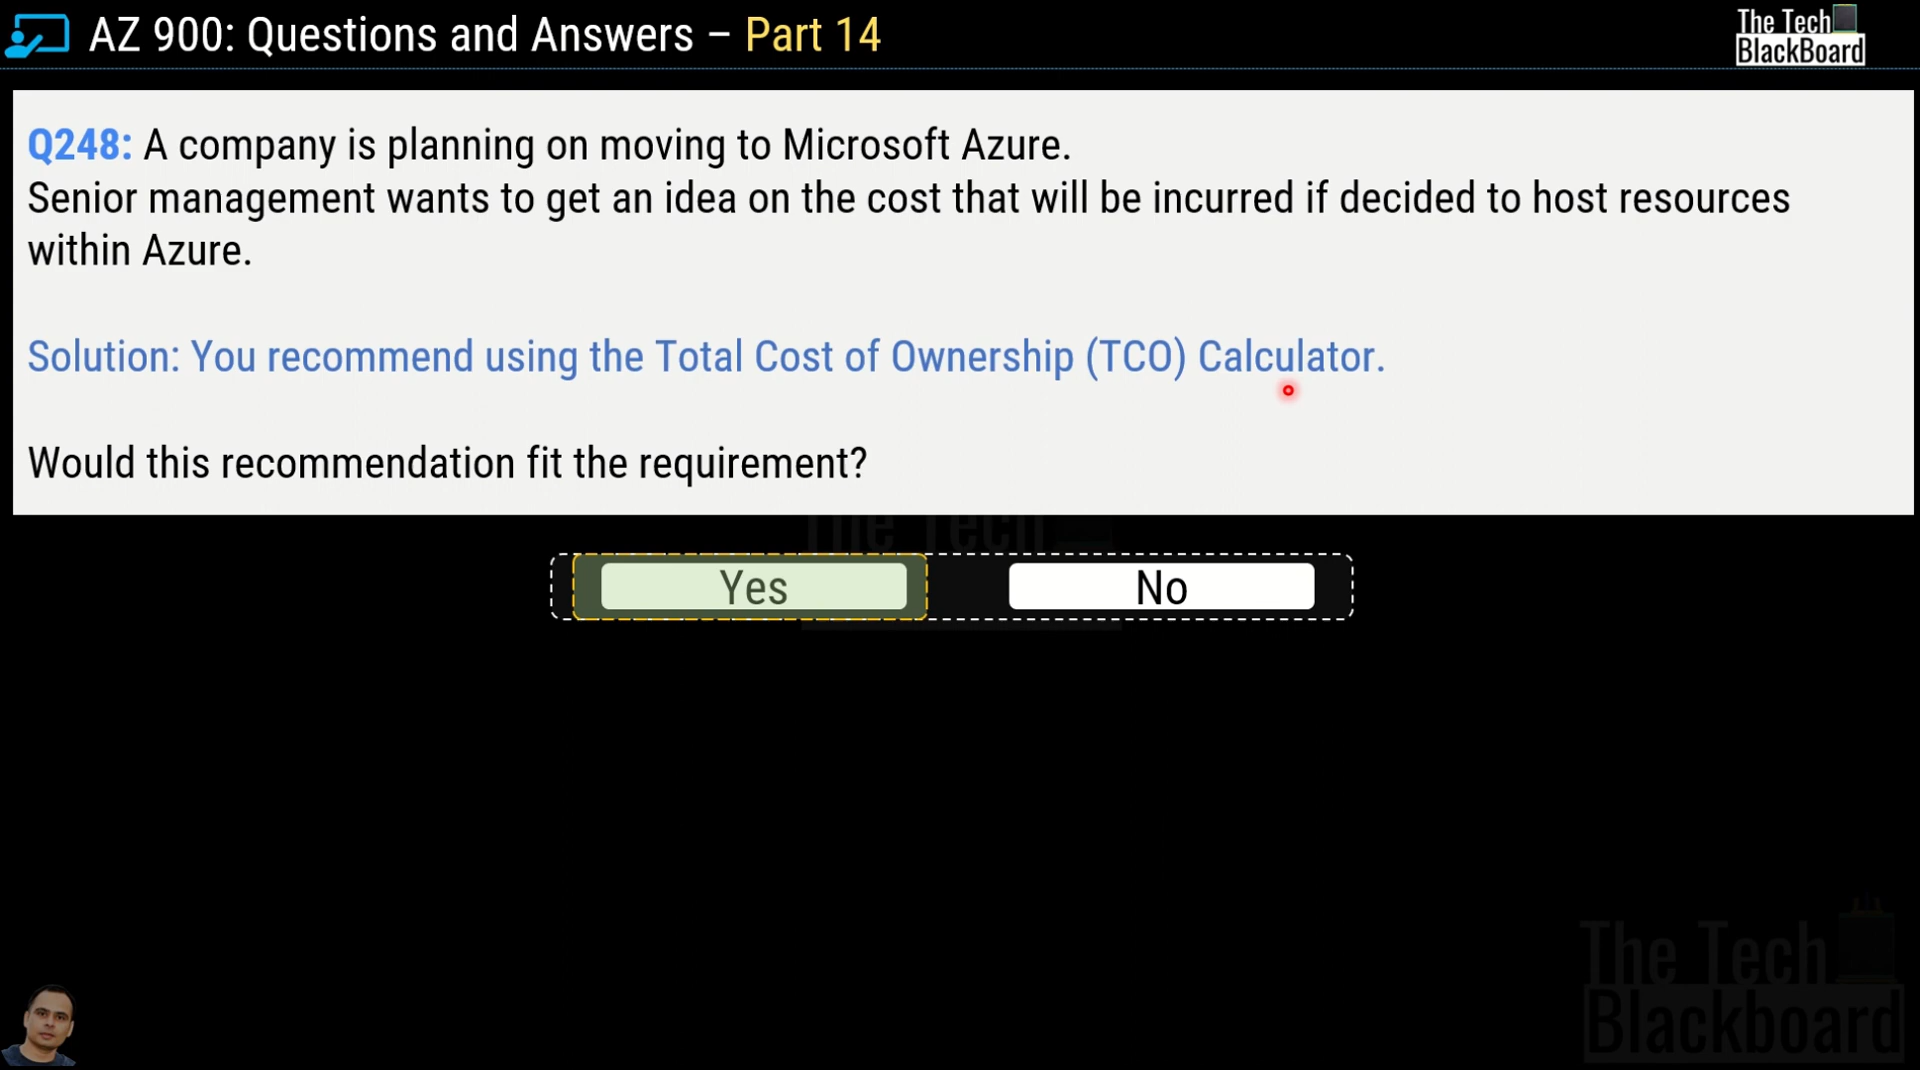 AZ 900: Questions and Answers – Part 14
The Tech
BlackBoard
Q248: A company is planning on moving to Microsoft Azure.
Senior management wants to get an idea on the cost that will be incurred if decided to host resources
within Azure.
Solution: You recommend using the Total Cost of Ownership (TCO) Calculator.
Would this recommendation fit the requirement?
The Tech
Yes
No
The Tech
Blackboard